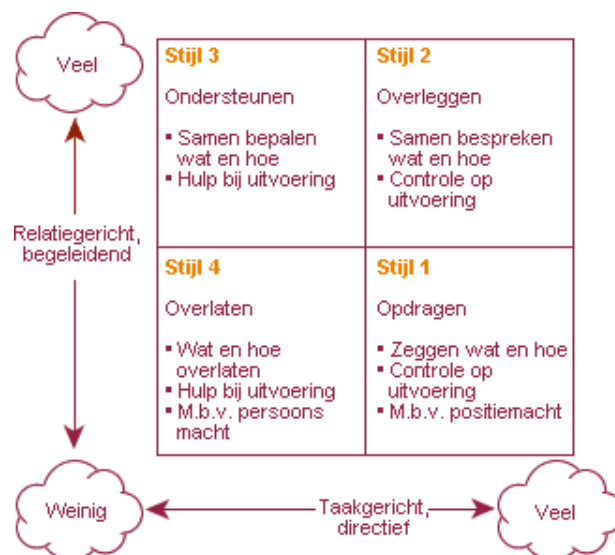 Veel
Stijl 3
Ondersteunen
▪ Samen bepalen
wat en hoe
▪ Hulp bij uitvoering
Stijl 2
Overleggen
▪ Samen bespreken
wat en hoe
▪ Controle op
uitvoering
Relatiegericht,
begeleidend
Stijl 4
Overlaten
▪ Wat en hoe
overlaten
▪ Hulp bij uitvoering
▪ M.b.v. persoons
macht
Stijl 1
Opdragen
▪ Zeggen wat en hoe
▪ Controle op
uitvoering
▪ M.b.v. positiemacht
Weinig
Taakgericht,
directief
Veel